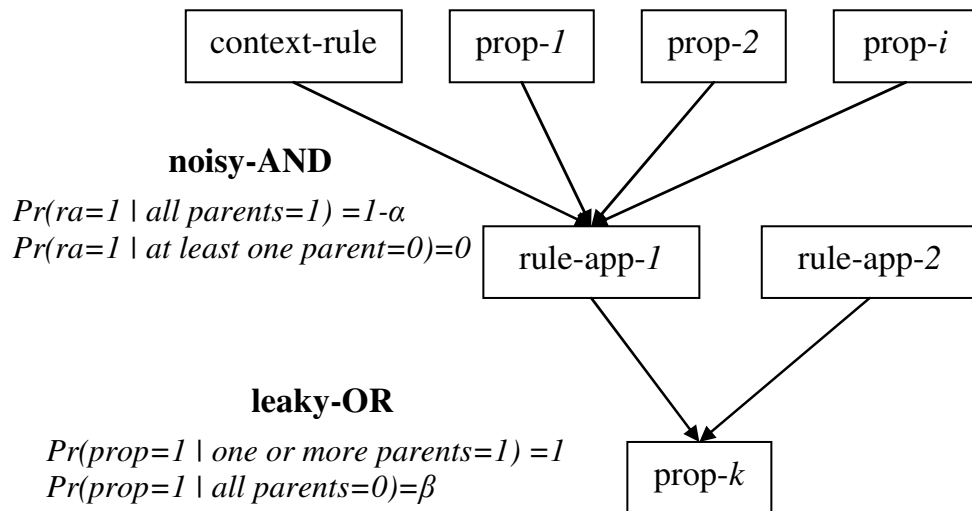 context-rule
prop-1
prop-2
prop-i
noisy-AND
Pr(ra=1 | all parents=1) =1-α
Pr(ra=1 | at least one parent=0)=0
rule-app-1
rule-app-2
leaky-OR
Pr(prop=1 | one or more parents=1) =1
Pr(prop=1 | all parents=0)=β
prop-k